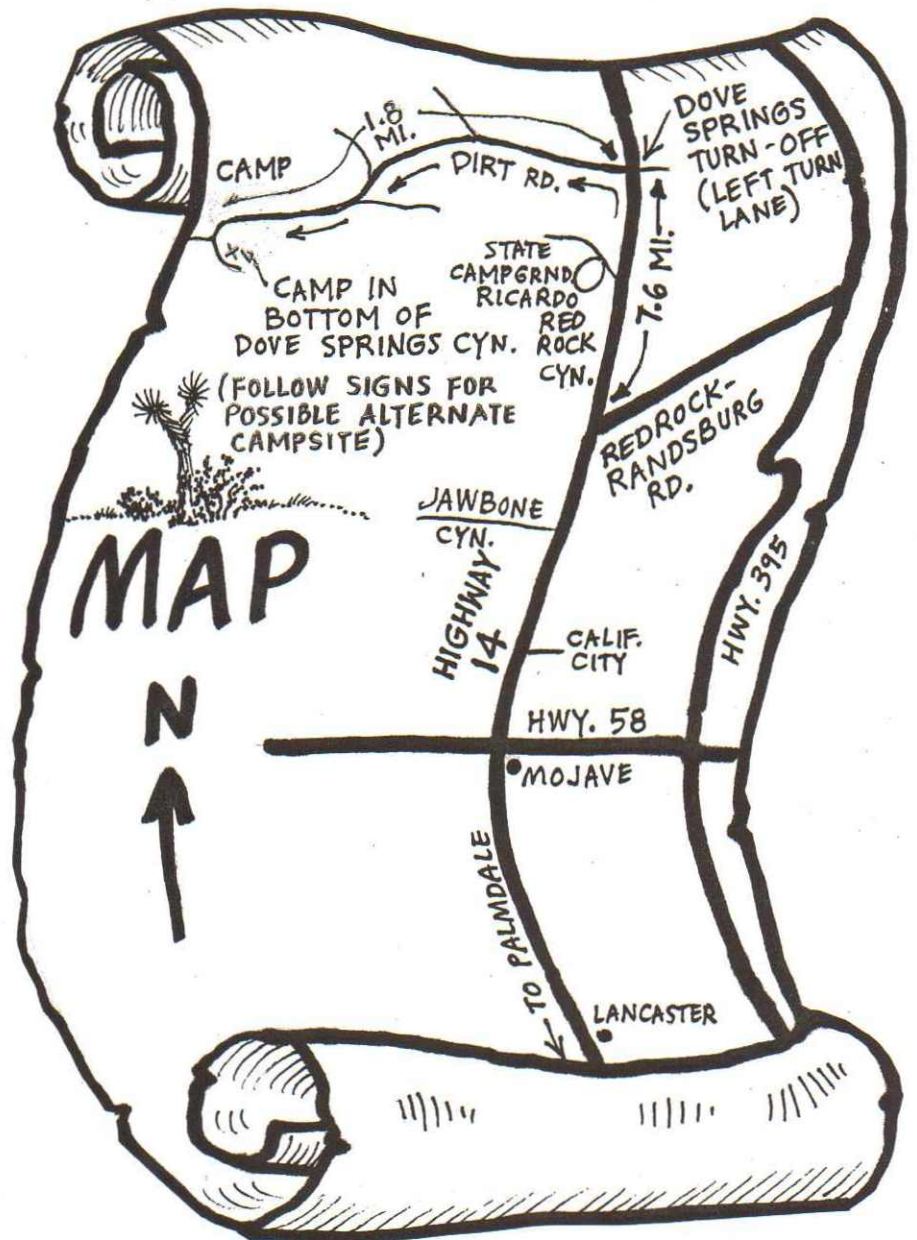 DOVE
SPRINGS
TURN-OFF
(LEFT TURN
LANE)
1.8
MI.
CAMP
DIRT RD.
7.6 MI.
STATE
CAMPGRND
RICARDO
RED
ROCK
CYN.
XX
CAMP IN
BOTTOM OF
DOVE SPRINGS CYN.
(FOLLOW SIGNS FOR
POSSIBLE ALTERNATE
CAMPSITE)
REDROCK-
RANDSBURG
RD.
JAWBONE
CYN.
MAP
HIGHWAY
14
HWY. 395
CALIF.
CITY
N
HWY. 58
MOJAVE
TO PALMDALE
LANCASTER